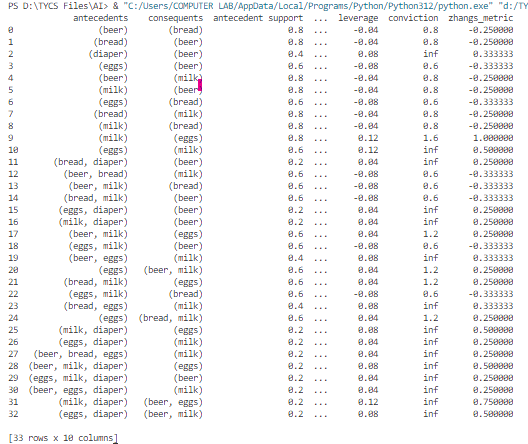 PS D:\TYCS Files\AI> & "C:/Users/COMPUTER LAB/AppData/Local/Programs/Python/Python312/python.exe" "d:/TY
antecedents consequents antecedent support ... leverage conviction zhangs_metric
0 (beer) (bread) 0.8 ... -0.04 0.8 -0.250000
1 (bread) (beer) 0.8 ... -0.04 0.8 -0.250000
2 (diaper) (beer) 0.4 ... 0.08 inf 0.333333
3 (eggs) (beer) 0.6 ... -0.08 0.6 -0.333333
4 (beer) (milk) 0.8 ... -0.04 0.8 -0.250000
5 (milk) (beer) 0.8 ... -0.04 0.8 -0.250000
6 (eggs) (bread) 0.6 ... -0.08 0.6 -0.333333
7 (bread) (milk) 0.8 ... -0.04 0.8 -0.250000
8 (milk) (bread) 0.8 ... -0.04 0.8 -0.250000
9 (milk) (eggs) 0.8 ... 0.12 1.6 1.000000
10 (eggs) (milk) 0.6 ... 0.12 inf 0.500000
11 (bread, diaper) (beer) 0.2 ... 0.04 inf 0.250000
12 (beer, bread) (milk) 0.6 ... -0.08 0.6 -0.333333
13 (beer, milk) (bread) 0.6 ... -0.08 0.6 -0.333333
14 (bread, milk) (beer) 0.6 ... -0.08 0.6 -0.333333
15 (eggs, diaper) (beer) 0.2 ... 0.04 inf 0.250000
16 (milk, diaper) (beer) 0.2 ... 0.04 inf 0.250000
17 (beer, milk) (eggs) 0.6 ... 0.04 1.2 0.250000
18 (eggs, milk) (beer) 0.6 ... -0.08 0.6 -0.333333
19 (beer, eggs) (milk) 0.4 ... 0.08 inf 0.333333
20 (eggs) (beer, milk) 0.6 ... 0.04 1.2 0.250000
21 (bread, milk) (eggs) 0.6 ... 0.04 1.2 0.250000
22 (eggs, milk) (bread) 0.6 ... -0.08 0.6 -0.333333
23 (bread, eggs) (milk) 0.4 ... 0.08 inf 0.333333
24 (eggs) (bread, milk) 0.6 ... 0.04 1.2 0.250000
25 (milk, diaper) (eggs) 0.2 ... 0.08 inf 0.500000
26 (eggs, diaper) (milk) 0.2 ... 0.04 inf 0.250000
27 (beer, bread, eggs) (milk) 0.2 ... 0.04 inf 0.250000
28 (beer, milk, diaper) (eggs) 0.2 ... 0.08 inf 0.500000
29 (eggs, milk, diaper) (beer) 0.2 ... 0.04 inf 0.250000
30 (beer, eggs, diaper) (milk) 0.2 ... 0.04 inf 0.250000
31 (milk, diaper) (beer, eggs) 0.2 ... 0.12 inf 0.750000
32 (eggs, diaper) (beer, milk) 0.2 ... 0.08 inf 0.500000
[33 rows x 10 columns]